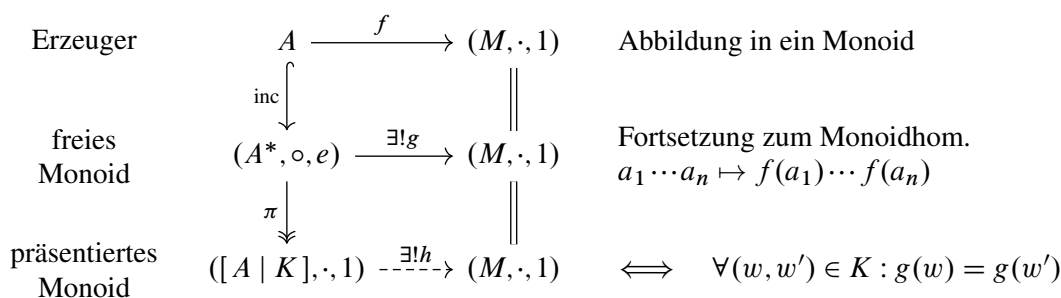 Erzeuger A f (M, ·, 1) Abbildung in ein Monoid
inc
freies Monoid (A*, ∘, e) ∃!g (M, ·, 1) Fortsetzung zum Monoidhom.
a₁ ⋯ aₙ ↦ f(a₁) ⋯ f(aₙ)
π
präsentiertes Monoid ([ A | K ], ·, 1) ∃!h (M, ·, 1) ⟺ ∀(w, w′) ∈ K : g(w) = g(w′)